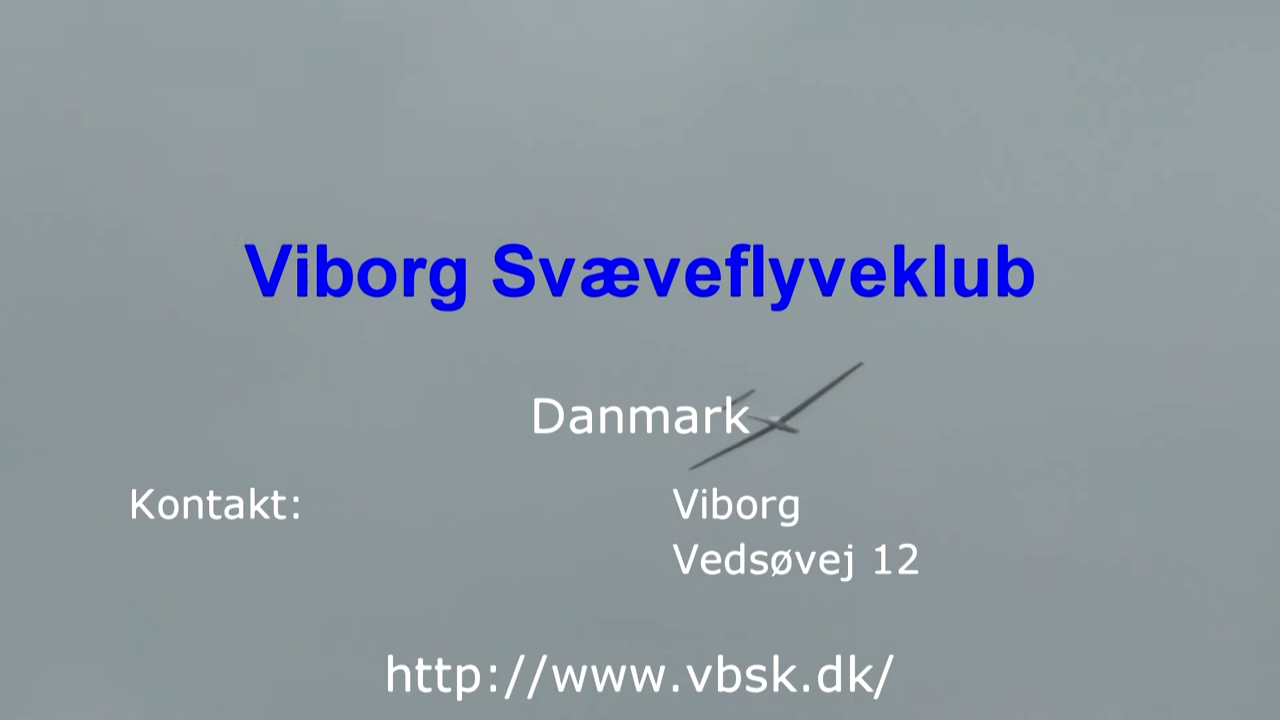 Viborg Svæveflyveklub
Danmark
Kontakt: Viborg
Vedsøvej 12
http://www.vbsk.dk/